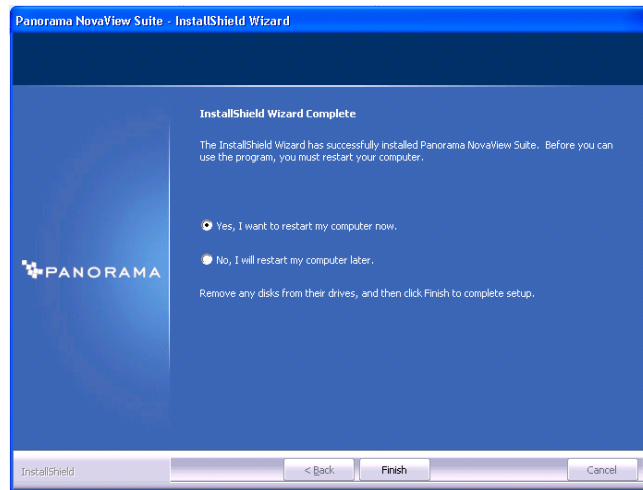 Panorama NovaView Suite - InstallShield Wizard
InstallShield Wizard Complete
The InstallShield Wizard has successfully installed Panorama NovaView Suite. Before you can
use the program, you must restart your computer.
Yes, I want to restart my computer now.
No, I will restart my computer later.
PANORAMA
Remove any disks from their drives, and then click Finish to complete setup.
InstallShield
< Back
Finish
Cancel